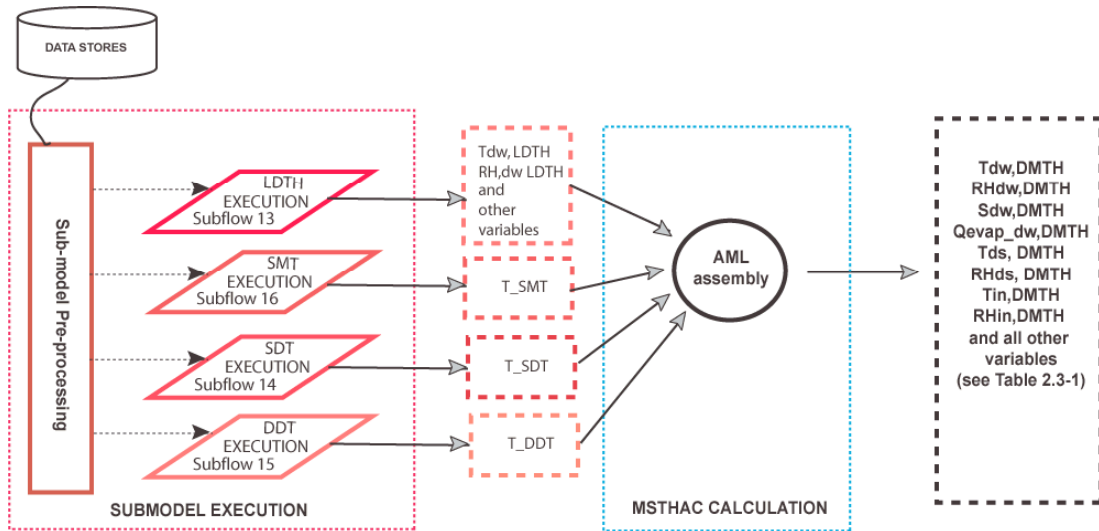 DATA STORES
Sub-model Pre-processing
LDTH
EXECUTION
Subflow 13
SMT
EXECUTION
Subflow 16
SDT
EXECUTION
Subflow 14
DDT
EXECUTION
Subflow 15
SUBMODEL EXECUTION
Tdw,LDTH
RH,dw LDTH
and
other
variables
T_SMT
T_SDT
T_DDT
AML
assembly
MSTHAC CALCULATION
Tdw,DMTH
RHdw,DMTH
Sdw,DMTH
Qevap_dw,DMTH
Tds, DMTH
RHds, DMTH
Tin,DMTH
RHin,DMTH
and all other
variables
(see Table 2.3-1)